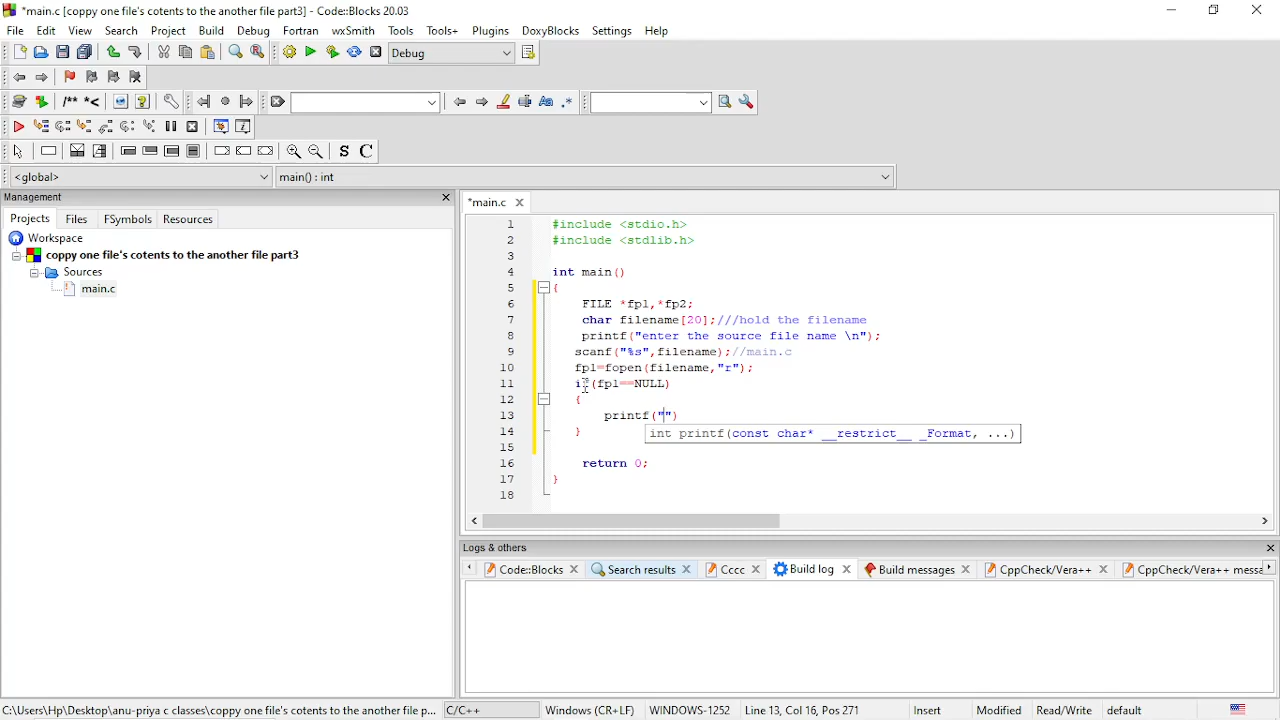 *main.c [coppy one file's cotents to the another file part3] - Code::Blocks 20.03
File Edit View Search Project Build Debug Fortran wxSmith Tools Tools+ Plugins DoxyBlocks Settings Help
Debug
/** *<
S C
<global> main() : int
Management
Projects Files FSymbols Resources
Workspace
coppy one file's cotents to the another file part3
Sources
main.c
*main.c
1 #include <stdio.h>
2 #include <stdlib.h>
3
4 int main()
5 {
6 FILE *fp1,*fp2;
7 char filename[20];///hold the filename
8 printf("enter the source file name \n");
9 scanf("%s",filename);//main.c
10 fp1=fopen(filename,"r");
11 if(fp1==NULL)
12 {
13 printf("")
int printf(const char* __restrict__ _Format, ...)
14 }
15
16 return 0;
17 }
18
Logs & others
Code::Blocks Search results Cccc Build log Build messages CppCheck/Vera++ CppCheck/Vera++ messa
C:\Users\Hp\Desktop\anu-priya c classes\coppy one file's cotents to the another file p... C/C++ Windows (CR+LF) WINDOWS-1252 Line 13, Col 16, Pos 271 Insert Modified Read/Write default